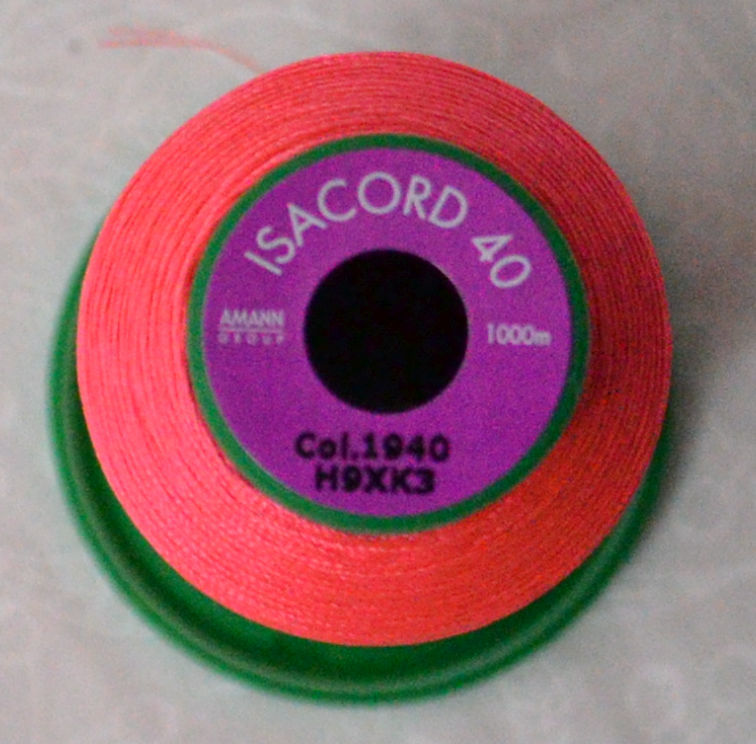 ISACORD 40
AMANN
GROUP
1000m
Col.1940
H9XK3